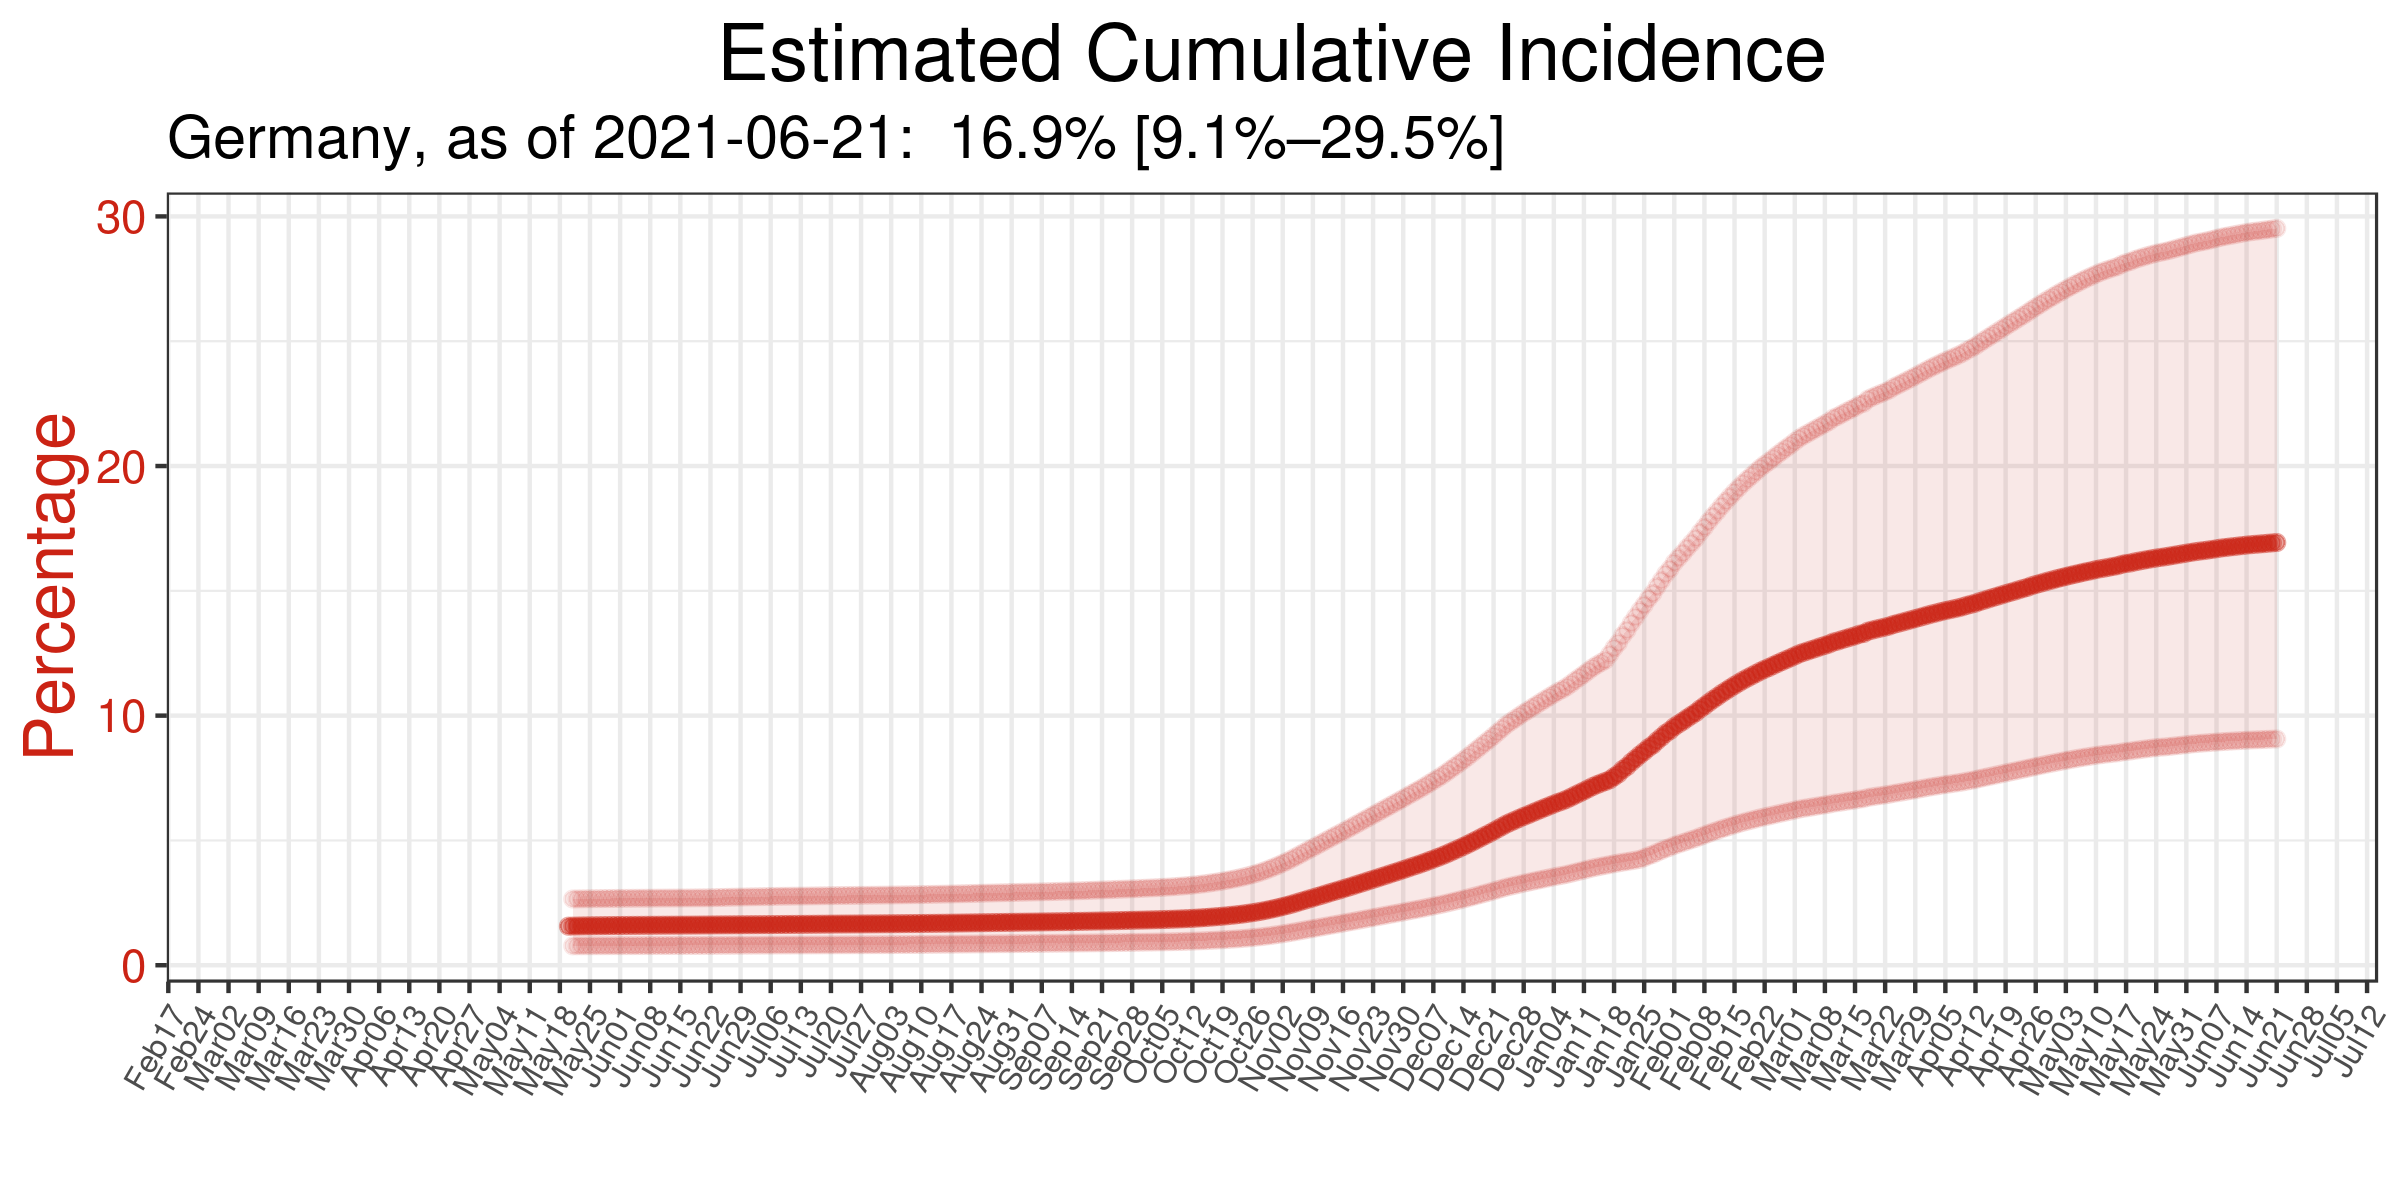 Estimated Cumulative Incidence
Germany, as of 2021-06-21:  16.9% [9.1%–29.5%]
Percentage
30
20
10
0
Feb17
Feb24
Mar02
Mar09
Mar16
Mar23
Mar30
Apr06
Apr13
Apr20
Apr27
May04
May11
May18
May25
Jun01
Jun08
Jun15
Jun22
Jun29
Jul06
Jul13
Jul20
Jul27
Aug03
Aug10
Aug17
Aug24
Aug31
Sep07
Sep14
Sep21
Sep28
Oct05
Oct12
Oct19
Oct26
Nov02
Nov09
Nov16
Nov23
Nov30
Dec07
Dec14
Dec21
Dec28
Jan04
Jan11
Jan18
Jan25
Feb01
Feb08
Feb15
Feb22
Mar01
Mar08
Mar15
Mar22
Mar29
Apr05
Apr12
Apr19
Apr26
May03
May10
May17
May24
May31
Jun07
Jun14
Jun21
Jun28
Jul05
Jul12